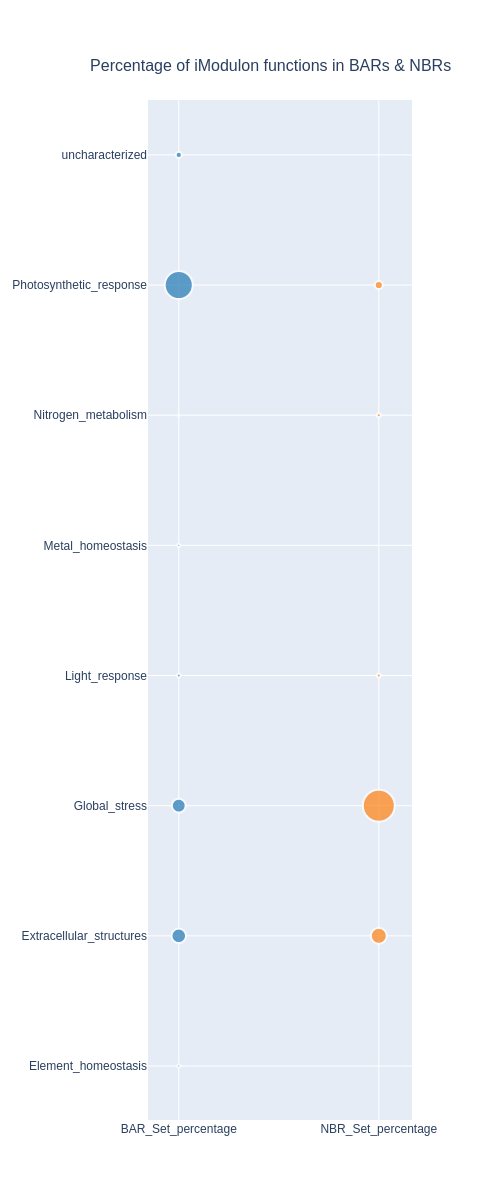 Percentage of iModulon functions in BARs & NBRs
uncharacterized
Photosynthetic_response
Nitrogen_metabolism
Metal_homeostasis
Light_response
Global_stress
Extracellular_structures
Element_homeostasis
BAR_Set_percentage
NBR_Set_percentage